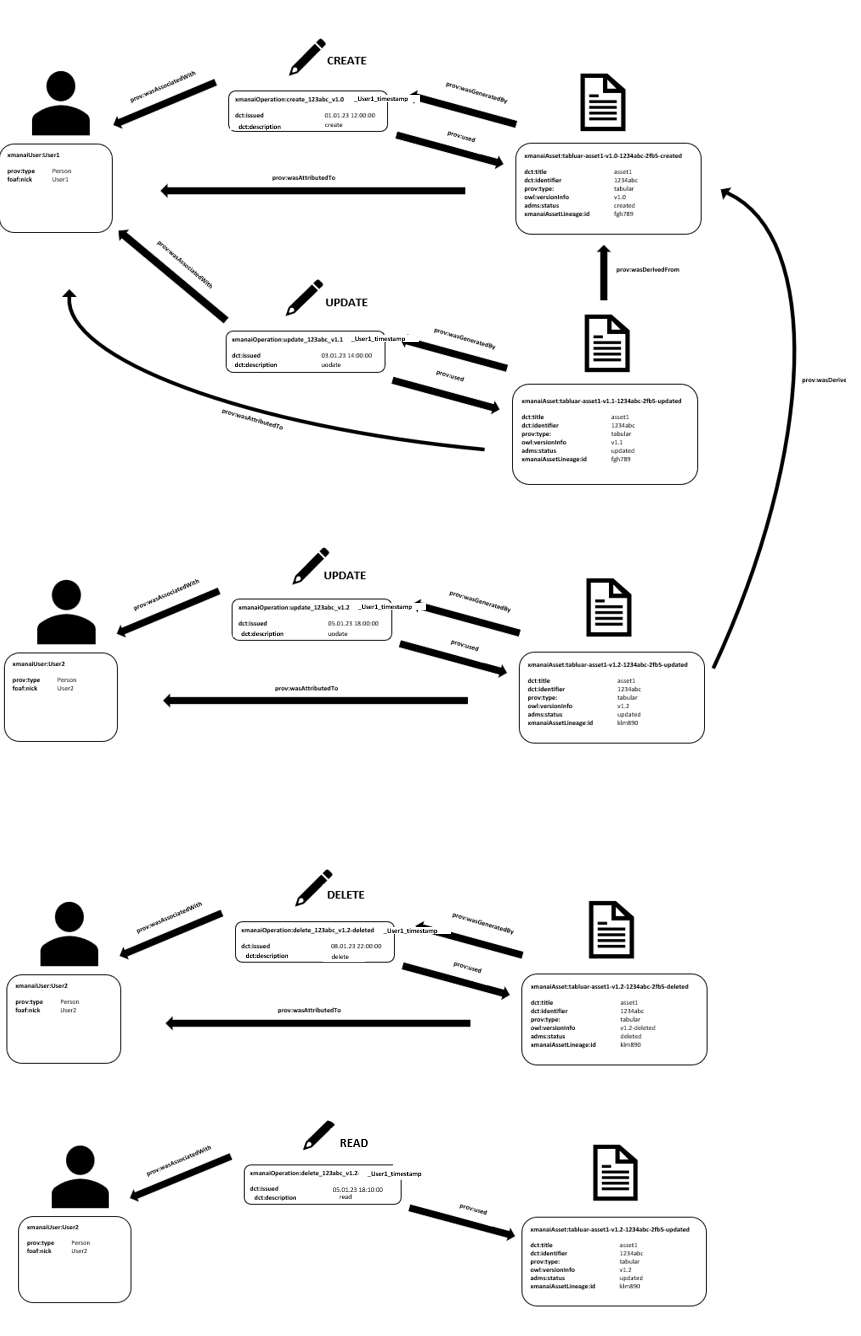 CREATE
prov:wasAssociatedWith
xmanaiOperation:create_123abc_v1.0 _User1_timestamp
dct:issued 01.01.23 12:00:00
dct:description create
prov:wasGeneratedBy
prov:used
xmanaiUser:User1
prov:type Person
foaf:nick User1
prov:wasAttributedTo
xmanaiAsset:tabluar-asset1-v1.0-1234abc-2fb5-created
dct:title asset1
dct:identifier 1234abc
prov:type: tabular
owl:versionInfo v1.0
adms:status created
xmanaiAssetLineage:id fgh789
prov:wasAssociatedWith
prov:wasDerivedFrom
UPDATE
xmanaiOperation:update_123abc_v1.1 _User1_timestamp
dct:issued 03.01.23 14:00:00
dct:description uodate
prov:wasGeneratedBy
prov:used
prov:wasDerive
xmanaiAsset:tabluar-asset1-v1.1-1234abc-2fb5-updated
dct:title asset1
dct:identifier 1234abc
prov:type: tabular
owl:versionInfo v1.1
adms:status updated
xmanaiAssetLineage:id fgh789
prov:wasAttributedTo
UPDATE
prov:wasAssociatedWith
xmanaiOperation:update_123abc_v1.2 _User1_timestamp
dct:issued 05.01.23 18:00:00
dct:description uodate
prov:wasGeneratedBy
prov:used
xmanaiUser:User2
prov:type Person
foaf:nick User2
prov:wasAttributedTo
xmanaiAsset:tabluar-asset1-v1.2-1234abc-2fb5-updated
dct:title asset1
dct:identifier 1234abc
prov:type: tabular
owl:versionInfo v1.2
adms:status updated
xmanaiAssetLineage:id klm890
DELETE
prov:wasAssociatedWith
xmanaiOperation:delete_123abc_v1.2-deleted _User1_timestamp
dct:issued 08.01.23 22:00:00
dct:description delete
prov:wasGeneratedBy
prov:used
xmanaiUser:User2
prov:type Person
foaf:nick User2
prov:wasAttributedTo
xmanaiAsset:tabluar-asset1-v1.2-1234abc-2fb5-deleted
dct:title asset1
dct:identifier 1234abc
prov:type: tabular
owl:versionInfo v1.2-deleted
adms:status deleted
xmanaiAssetLineage:id klm890
READ
prov:wasAssociatedWith
xmanaiOperation:delete_123abc_v1.2- _User1_timestamp
dct:issued 05.01.23 18:10:00
dct:description read
prov:used
xmanaiUser:User2
prov:type Person
foaf:nick User2
xmanaiAsset:tabluar-asset1-v1.2-1234abc-2fb5-updated
dct:title asset1
dct:identifier 1234abc
prov:type: tabular
owl:versionInfo v1.2
adms:status updated
xmanaiAssetLineage:id klm890